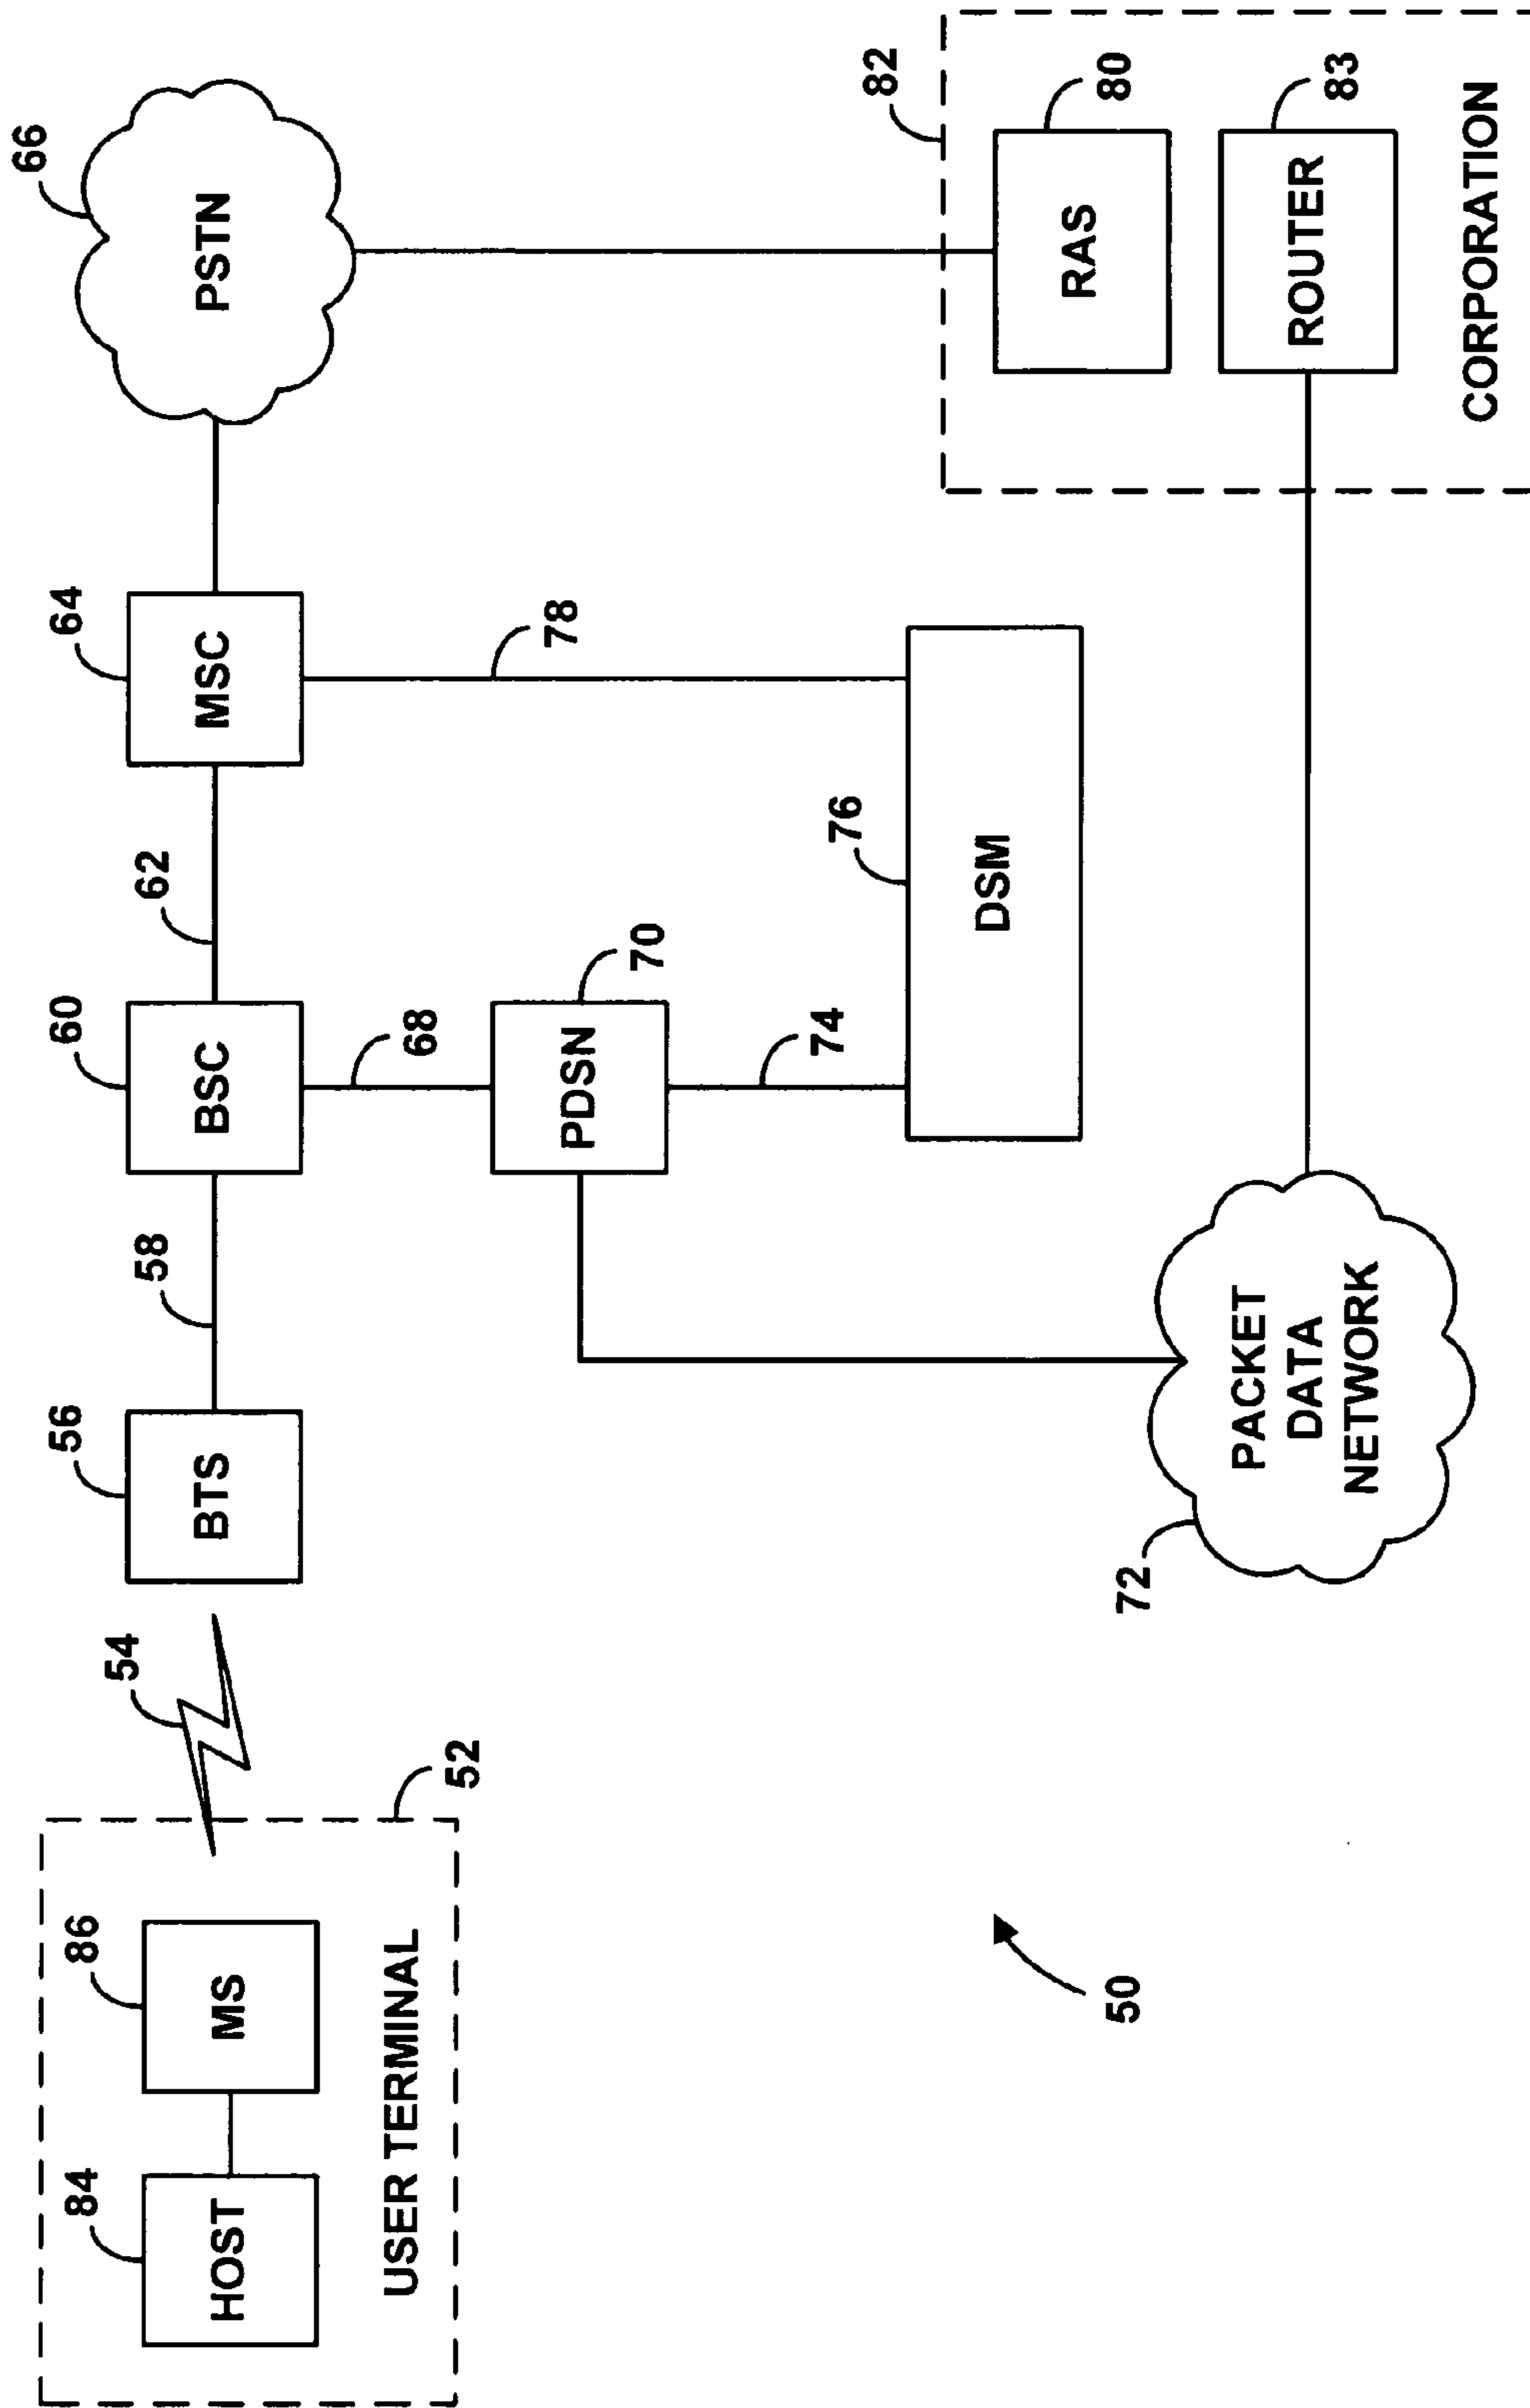 66
PSTN
64
MSC
62
60
BSC
58
56
BTS
54
86
MS
84
HOST
USER TERMINAL
52
78
68
70
PDSN
74
76
DSM
82
RAS
80
ROUTER
83
CORPORATION
72
PACKET
DATA
NETWORK
50